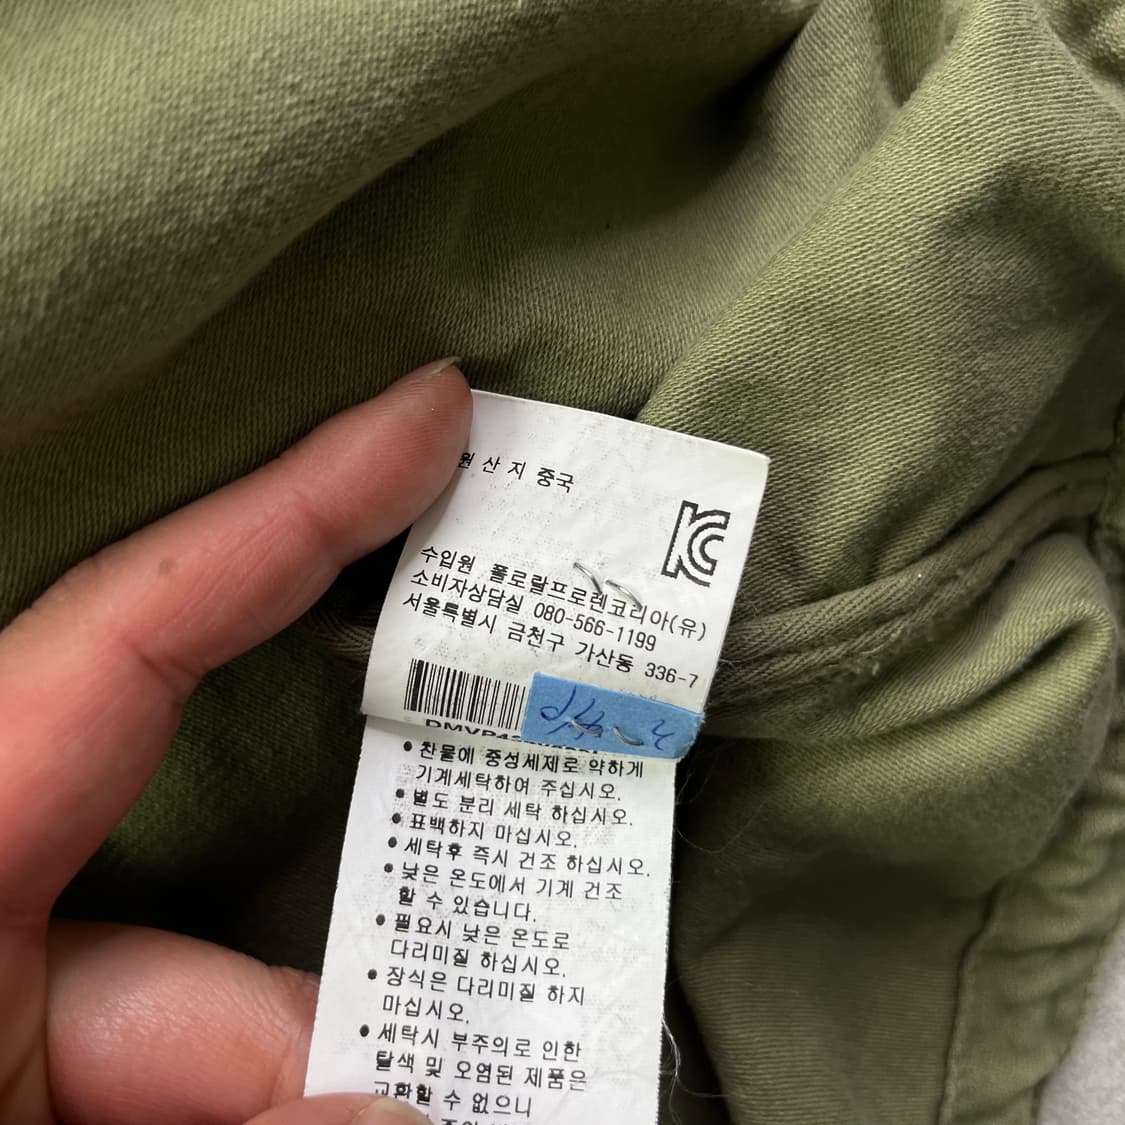 원 산 지 중국
KC
수입원 폴로랄프로렌코리아(유)
소비자상담실 080-566-1199
서울특별시 금천구 가산동 336-7
• 찬물에 중성세제로 약하게
기계세탁하여 주십시오.
• 별도 분리 세탁 하십시오.
• 표백하지 마십시오.
• 세탁후 즉시 건조 하십시오.
• 낮은 온도에서 기계 건조
할 수 있습니다.
• 필요시 낮은 온도로
다리미질 하십시오.
• 장식은 다리미질 하지
마십시오.
• 세탁시 부주의로 인한
탈색 및 오염된 제품은
교환할 수 없으니